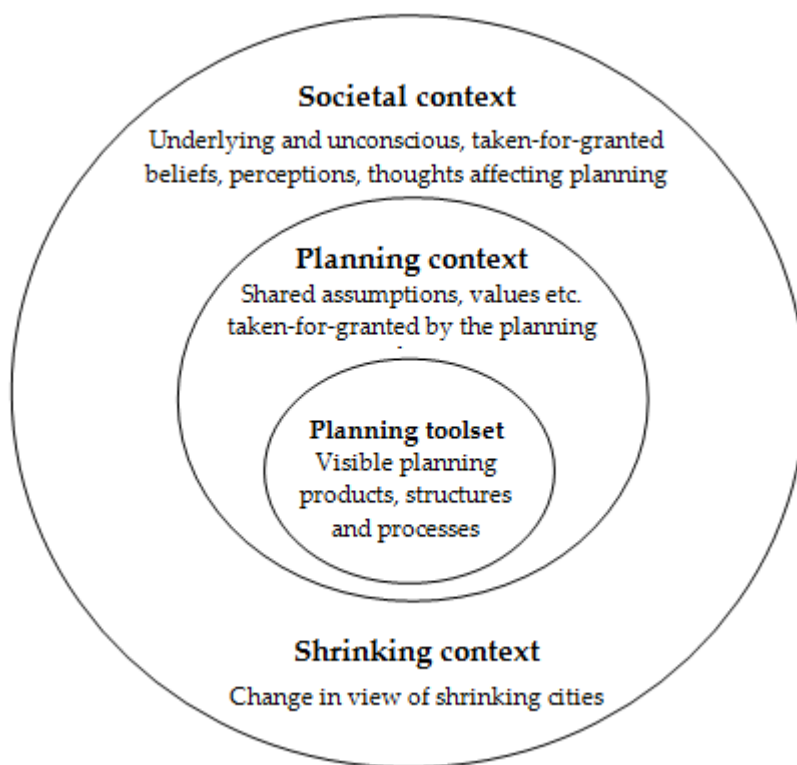 Societal context
Underlying and unconscious, taken-for-granted
beliefs, perceptions, thoughts affecting planning
Planning context
Shared assumptions, values etc.
taken-for-granted by the planning
Planning toolset
Visible planning
products, structures
and processes
Shrinking context
Change in view of shrinking cities